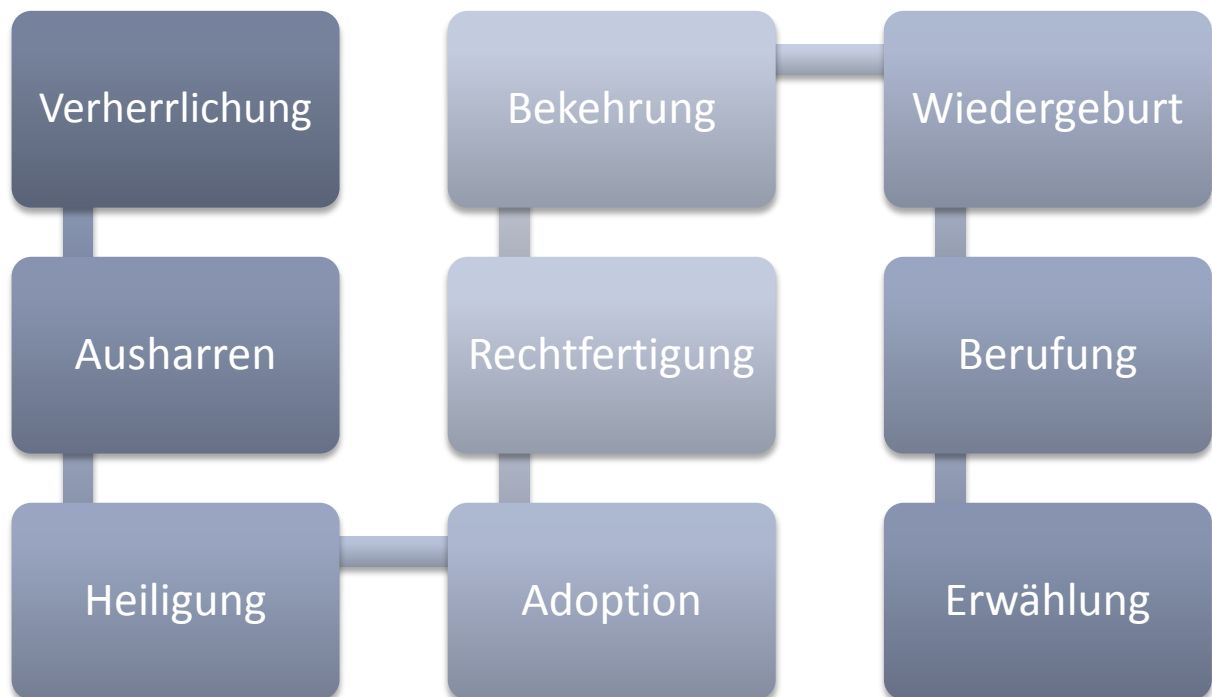 Verherrlichung
Bekehrung
Wiedergeburt
Ausharren
Rechtfertigung
Berufung
Heiligung
Adoption
Erwählung